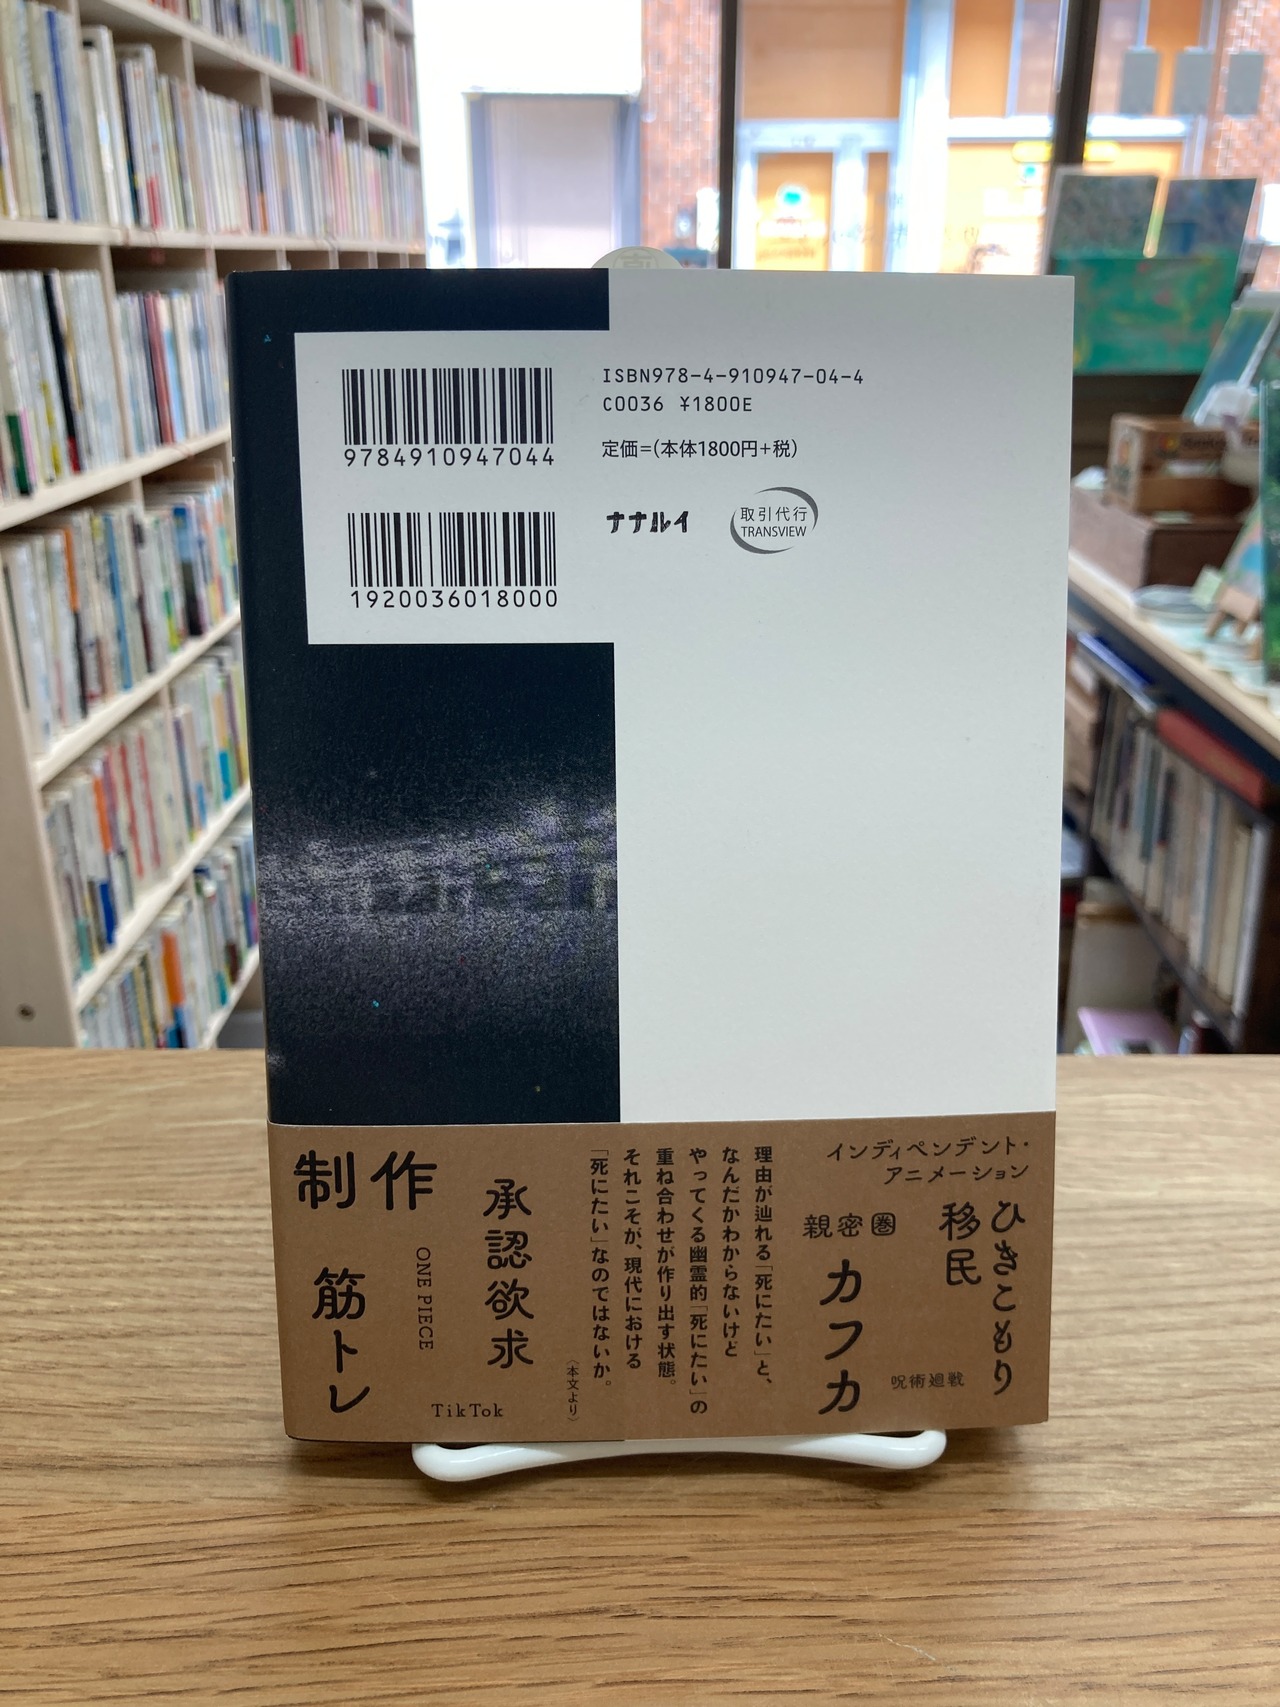 ISBN978-4-910947-04-4
C0036 ¥1800E
定価=(本体1800円+税)
9784910947044
ナナルイ
取引代行
TRANSVIEW
1920036018000
インディペンデント・
アニメーション
ひきこもり
移民
呪術廻戦
親密圏
カフカ
理由が辿れる「死にたい」と、
なんだかわからないけど
やってくる幽霊的「死にたい」の
重ね合わせが作り出す状態。
それこそが、現代における
「死にたい」なのではないか。
〈本文より〉
承認欲求
TikTok
ONE PIECE
制作
筋トレ